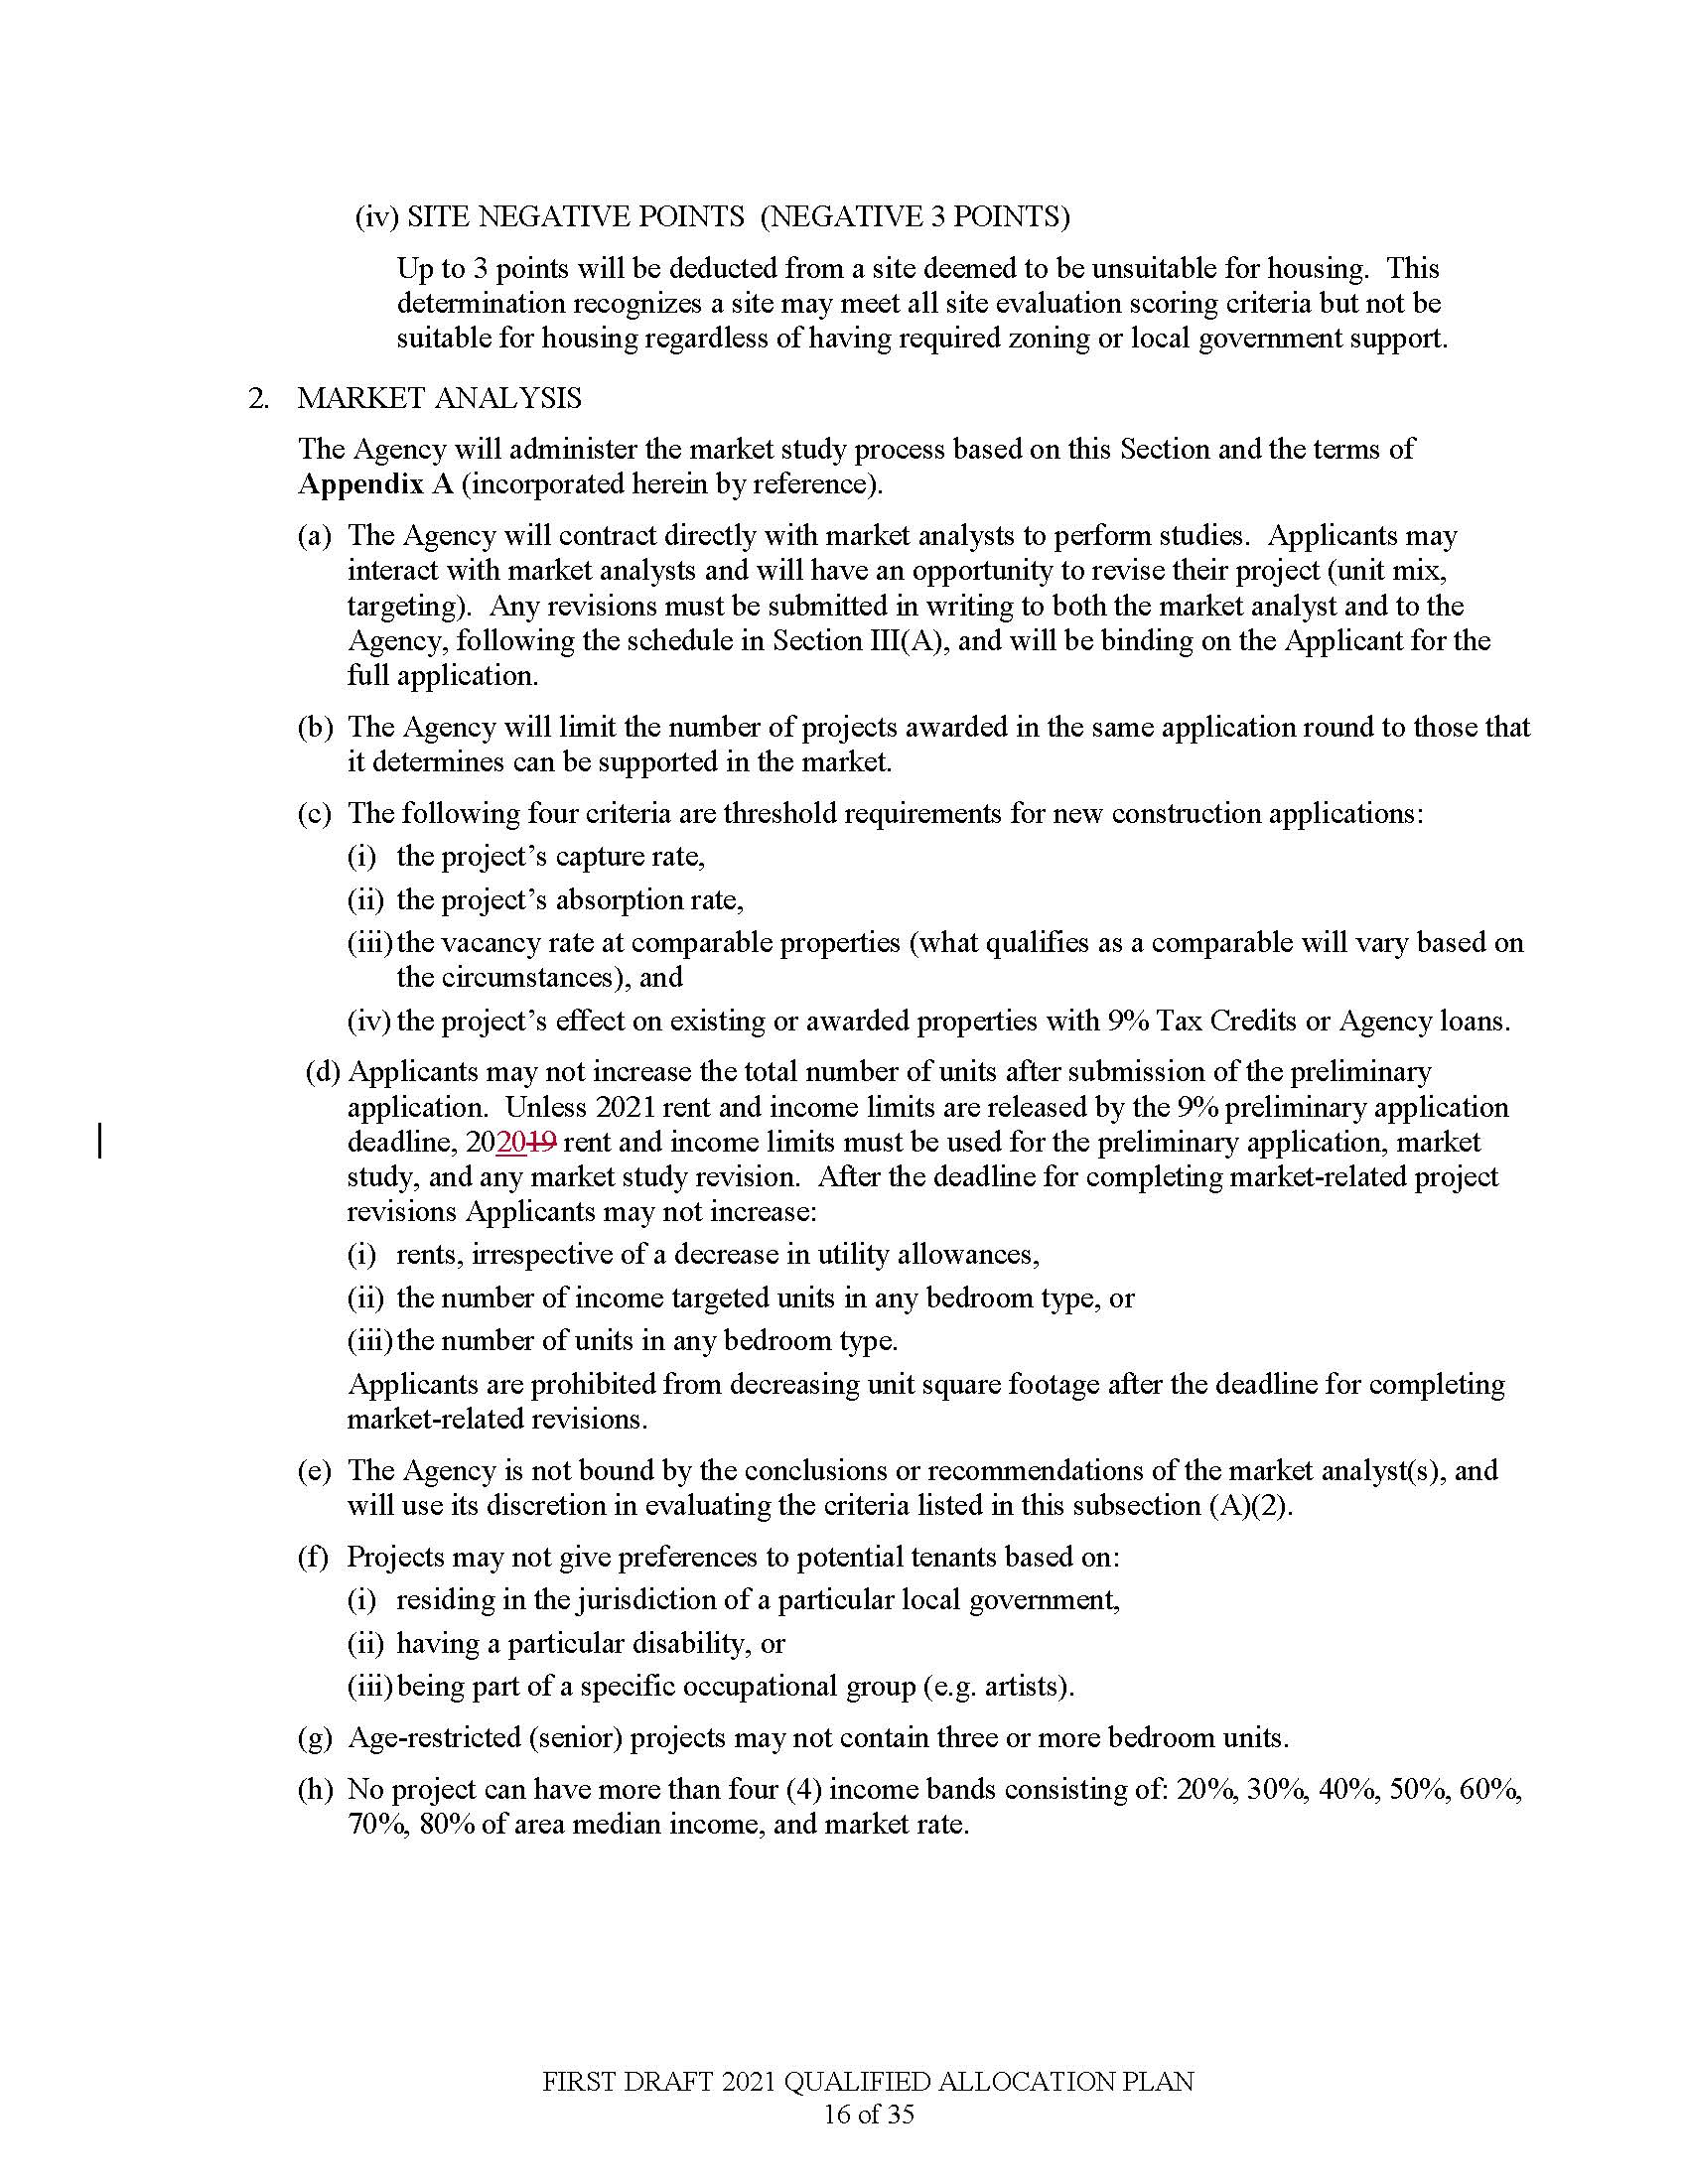 (iv) SITE NEGATIVE POINTS  (NEGATIVE 3 POINTS)
Up to 3 points will be deducted from a site deemed to be unsuitable for housing.  This
determination recognizes a site may meet all site evaluation scoring criteria but not be
suitable for housing regardless of having required zoning or local government support.
2. MARKET ANALYSIS
The Agency will administer the market study process based on this Section and the terms of
Appendix A (incorporated herein by reference).
(a) The Agency will contract directly with market analysts to perform studies.  Applicants may
interact with market analysts and will have an opportunity to revise their project (unit mix,
targeting).  Any revisions must be submitted in writing to both the market analyst and to the
Agency, following the schedule in Section III(A), and will be binding on the Applicant for the
full application.
(b) The Agency will limit the number of projects awarded in the same application round to those that
it determines can be supported in the market.
(c) The following four criteria are threshold requirements for new construction applications:
(i) the project’s capture rate,
(ii) the project’s absorption rate,
(iii) the vacancy rate at comparable properties (what qualifies as a comparable will vary based on
the circumstances), and
(iv) the project’s effect on existing or awarded properties with 9% Tax Credits or Agency loans.
(d) Applicants may not increase the total number of units after submission of the preliminary
application.  Unless 2021 rent and income limits are released by the 9% preliminary application
deadline, 202019 rent and income limits must be used for the preliminary application, market
study, and any market study revision.  After the deadline for completing market-related project
revisions Applicants may not increase:
(i) rents, irrespective of a decrease in utility allowances,
(ii) the number of income targeted units in any bedroom type, or
(iii) the number of units in any bedroom type.
Applicants are prohibited from decreasing unit square footage after the deadline for completing
market-related revisions.
(e) The Agency is not bound by the conclusions or recommendations of the market analyst(s), and
will use its discretion in evaluating the criteria listed in this subsection (A)(2).
(f) Projects may not give preferences to potential tenants based on:
(i) residing in the jurisdiction of a particular local government,
(ii) having a particular disability, or
(iii) being part of a specific occupational group (e.g. artists).
(g) Age-restricted (senior) projects may not contain three or more bedroom units.
(h) No project can have more than four (4) income bands consisting of: 20%, 30%, 40%, 50%, 60%,
70%, 80% of area median income, and market rate.
FIRST DRAFT 2021 QUALIFIED ALLOCATION PLAN
16 of 35